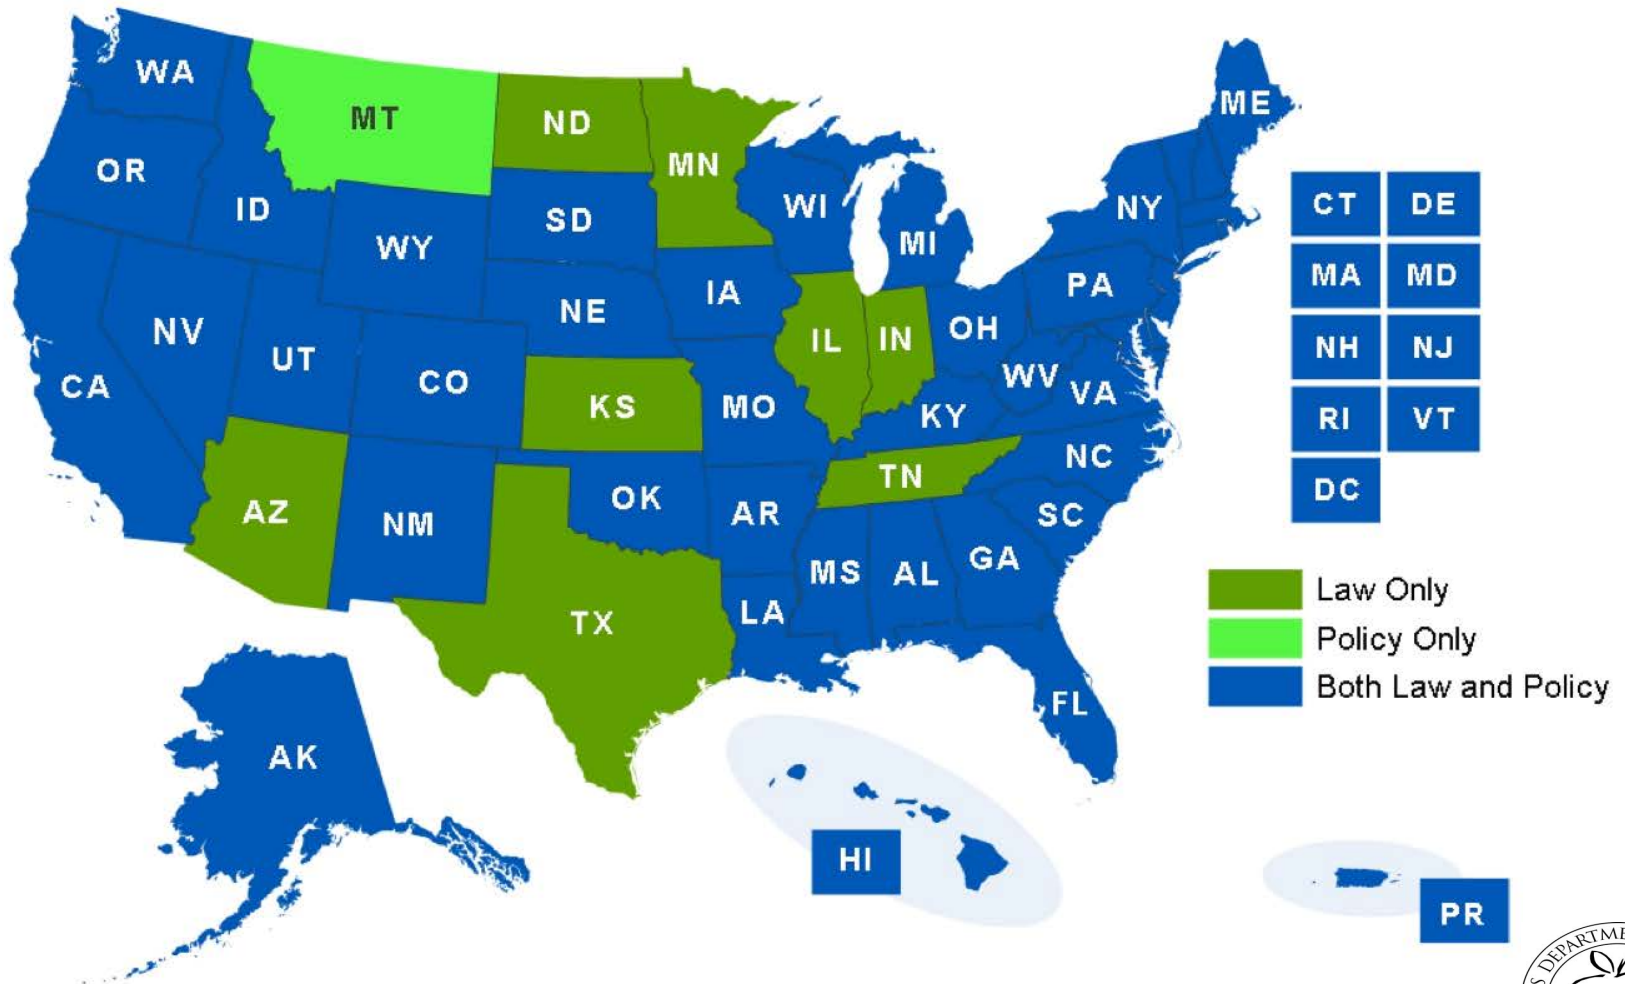 WA
MT
ND
MN
OR
ID
WY
SD
WI
MI
NY
ME
CT DE
MA MD
NH NJ
RI VT
DC
NV
UT
CO
NE
IA
IL
IN
OH
PA
CA
KS
MO
KY
WV
VA
AZ
NM
OK
AR
TN
NC
SC
TX
LA
MS
AL
GA
FL
Law Only
Policy Only
Both Law and Policy
AK
HI
PR